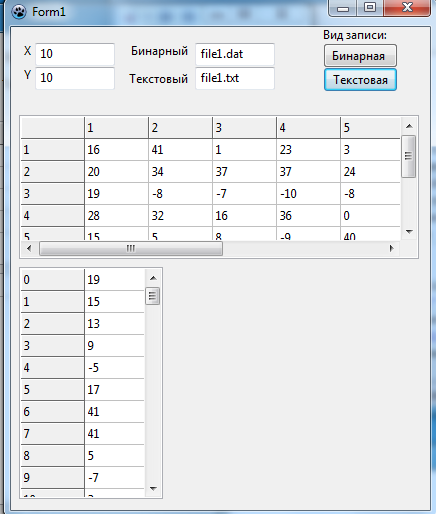 Form1
Вид записи:
X 10 Бинарный file1.dat Бинарная
Y 10 Текстовый file1.txt Текстовая
1 2 3 4 5
1 16 41 1 23 3
2 20 34 37 37 24
3 19 -8 -7 -10 -8
4 28 32 16 36 0
5 15 5 8 -9 40
0 19
1 15
2 13
3 9
4 -5
5 17
6 41
7 41
8 5
9 -7